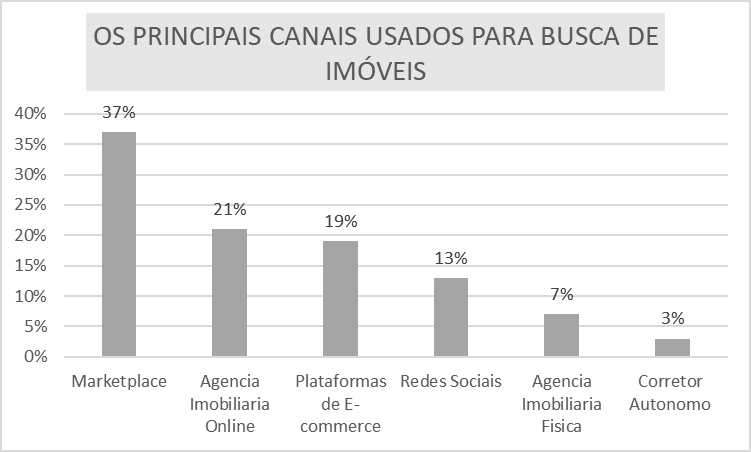 OS PRINCIPAIS CANAIS USADOS PARA BUSCA DE
IMÓVEIS
40%
35%
30%
25%
20%
15%
10%
5%
0%
37%
21%
19%
13%
7%
3%
Marketplace
Agencia
Imobiliaria
Online
Plataformas
de E-
commerce
Redes Sociais
Agencia
Imobiliaria
Fisica
Corretor
Autonomo